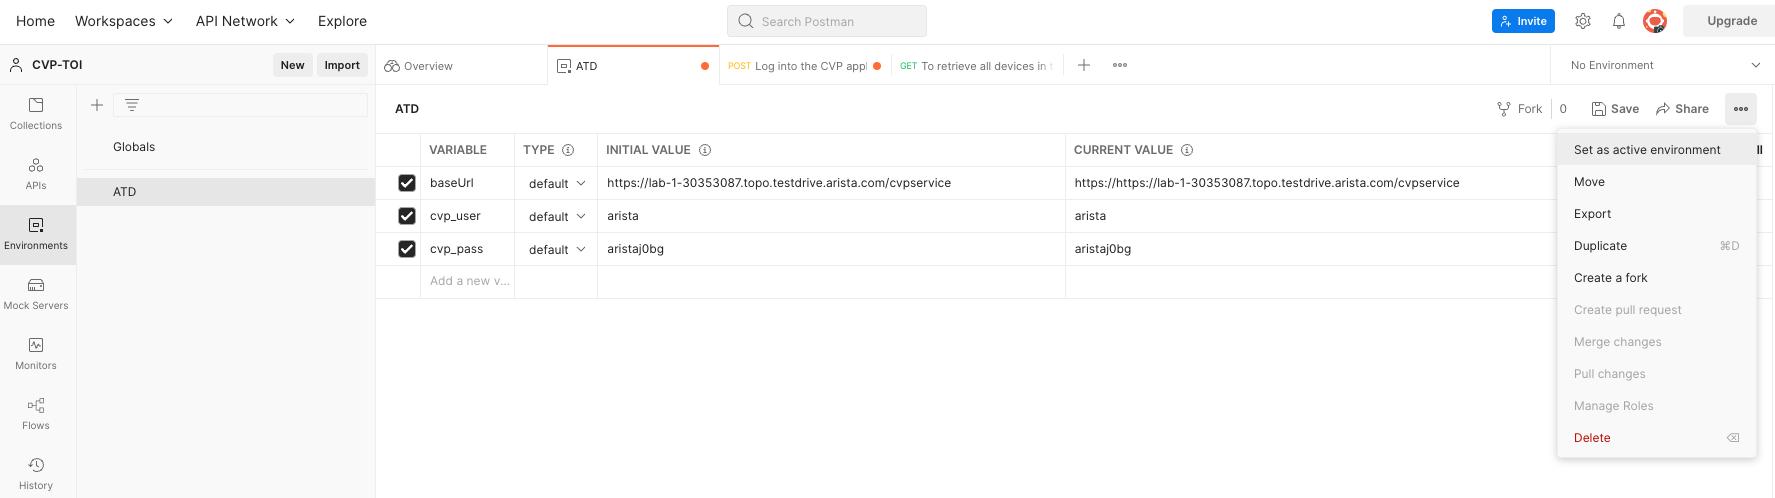 Home Workspaces API Network Explore Search Postman Invite Upgrade
CVP-TOI New Import Overview ATD POST Log into the CVP appl GET To retrieve all devices in t No Environment
Collections
APIs
Environments
Mock Servers
Monitors
Flows
History
Globals
ATD
ATD Fork 0 Save Share
VARIABLE TYPE INITIAL VALUE CURRENT VALUE
baseUrl default https://lab-1-30353087.topo.testdrive.arista.com/cvpservice https://https://lab-1-30353087.topo.testdrive.arista.com/cvpservice
cvp_user default arista arista
cvp_pass default aristaj0bg aristaj0bg
Add a new v...
Set as active environment
Move
Export
Duplicate ⌘D
Create a fork
Create pull request
Merge changes
Pull changes
Manage Roles
Delete